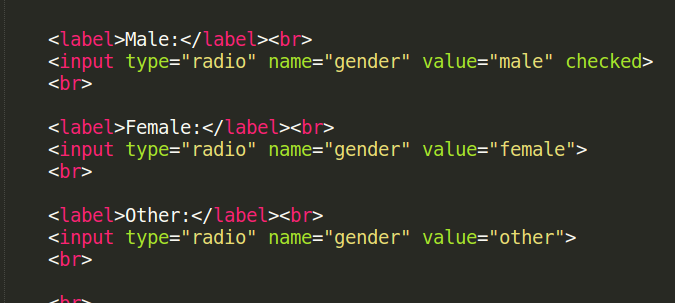 <label>Male:</label><br>
<input type="radio" name="gender" value="male" checked>
<br>
<label>Female:</label><br>
<input type="radio" name="gender" value="female">
<br>
<label>Other:</label><br>
<input type="radio" name="gender" value="other">
<br>
<br>